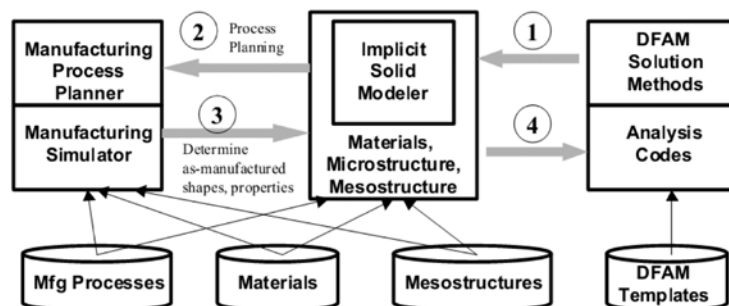 Manufacturing
Process
Planner
Manufacturing
Simulator
2
Process
Planning
3
Determine
as-manufactured
shapes, properties
Implicit
Solid
Modeler
Materials,
Microstructure,
Mesostructure
1
4
DFAM
Solution
Methods
Analysis
Codes
Mfg Processes
Materials
Mesostructures
DFAM
Templates